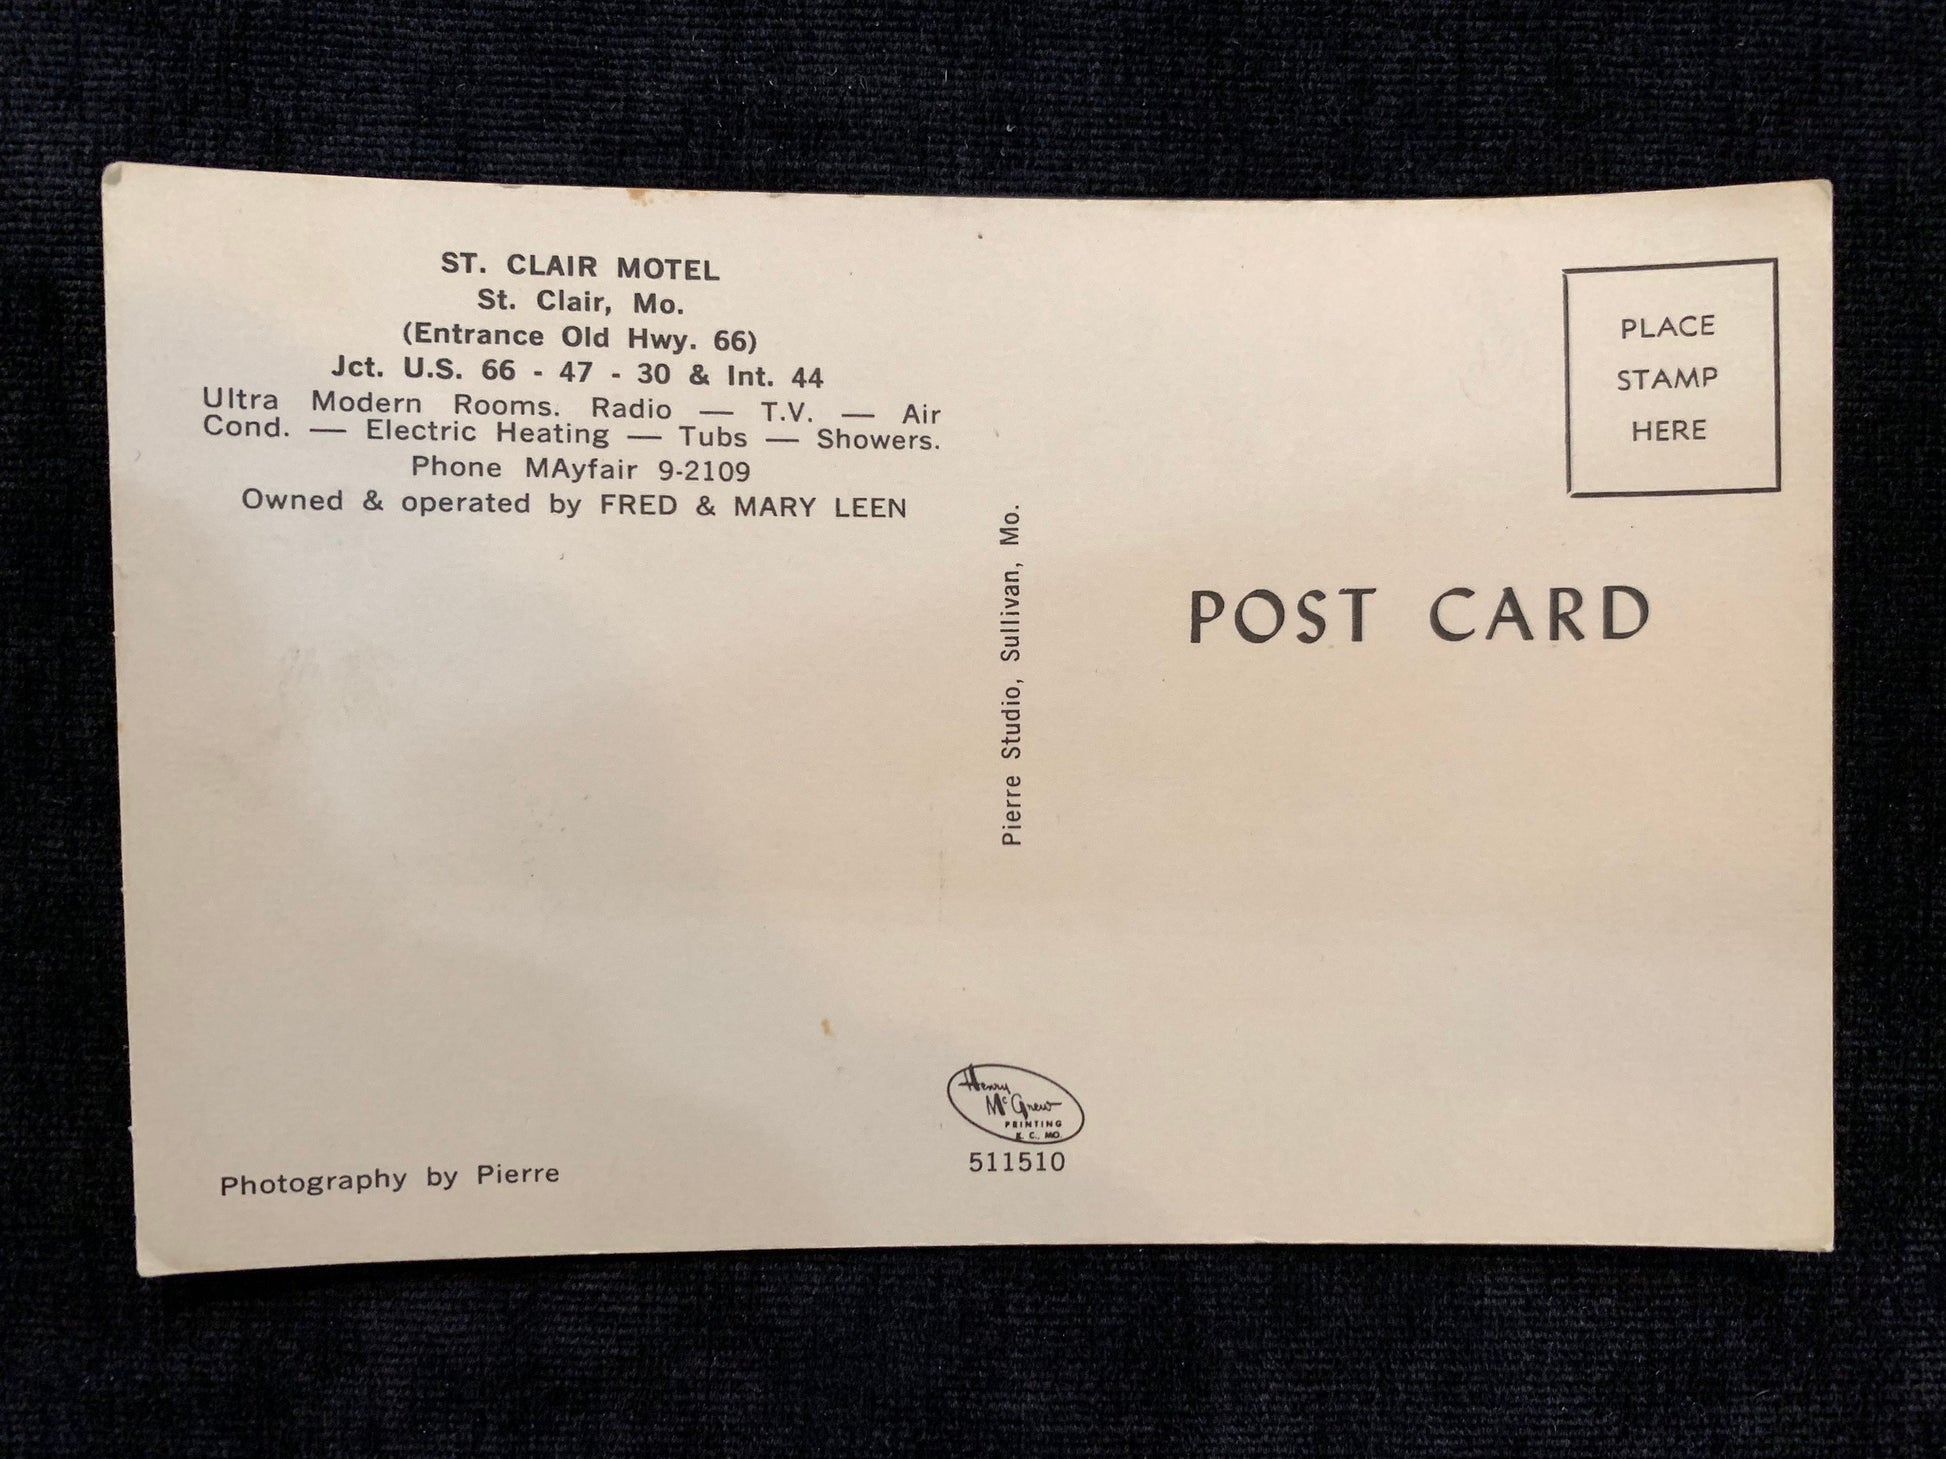 ST. CLAIR MOTEL
St. Clair, Mo.
(Entrance Old Hwy. 66)
Jct. U.S. 66 - 47 - 30 & Int. 44
Ultra Modern Rooms. Radio — T.V. — Air
Cond. — Electric Heating — Tubs — Showers.
Phone MAyfair 9-2109
Owned & operated by FRED & MARY LEEN
Photography by Pierre
Pierre Studio, Sullivan, Mo.
Henry
McGrew
PRINTING
K. C., MO.
511510
PLACE
STAMP
HERE
POST CARD